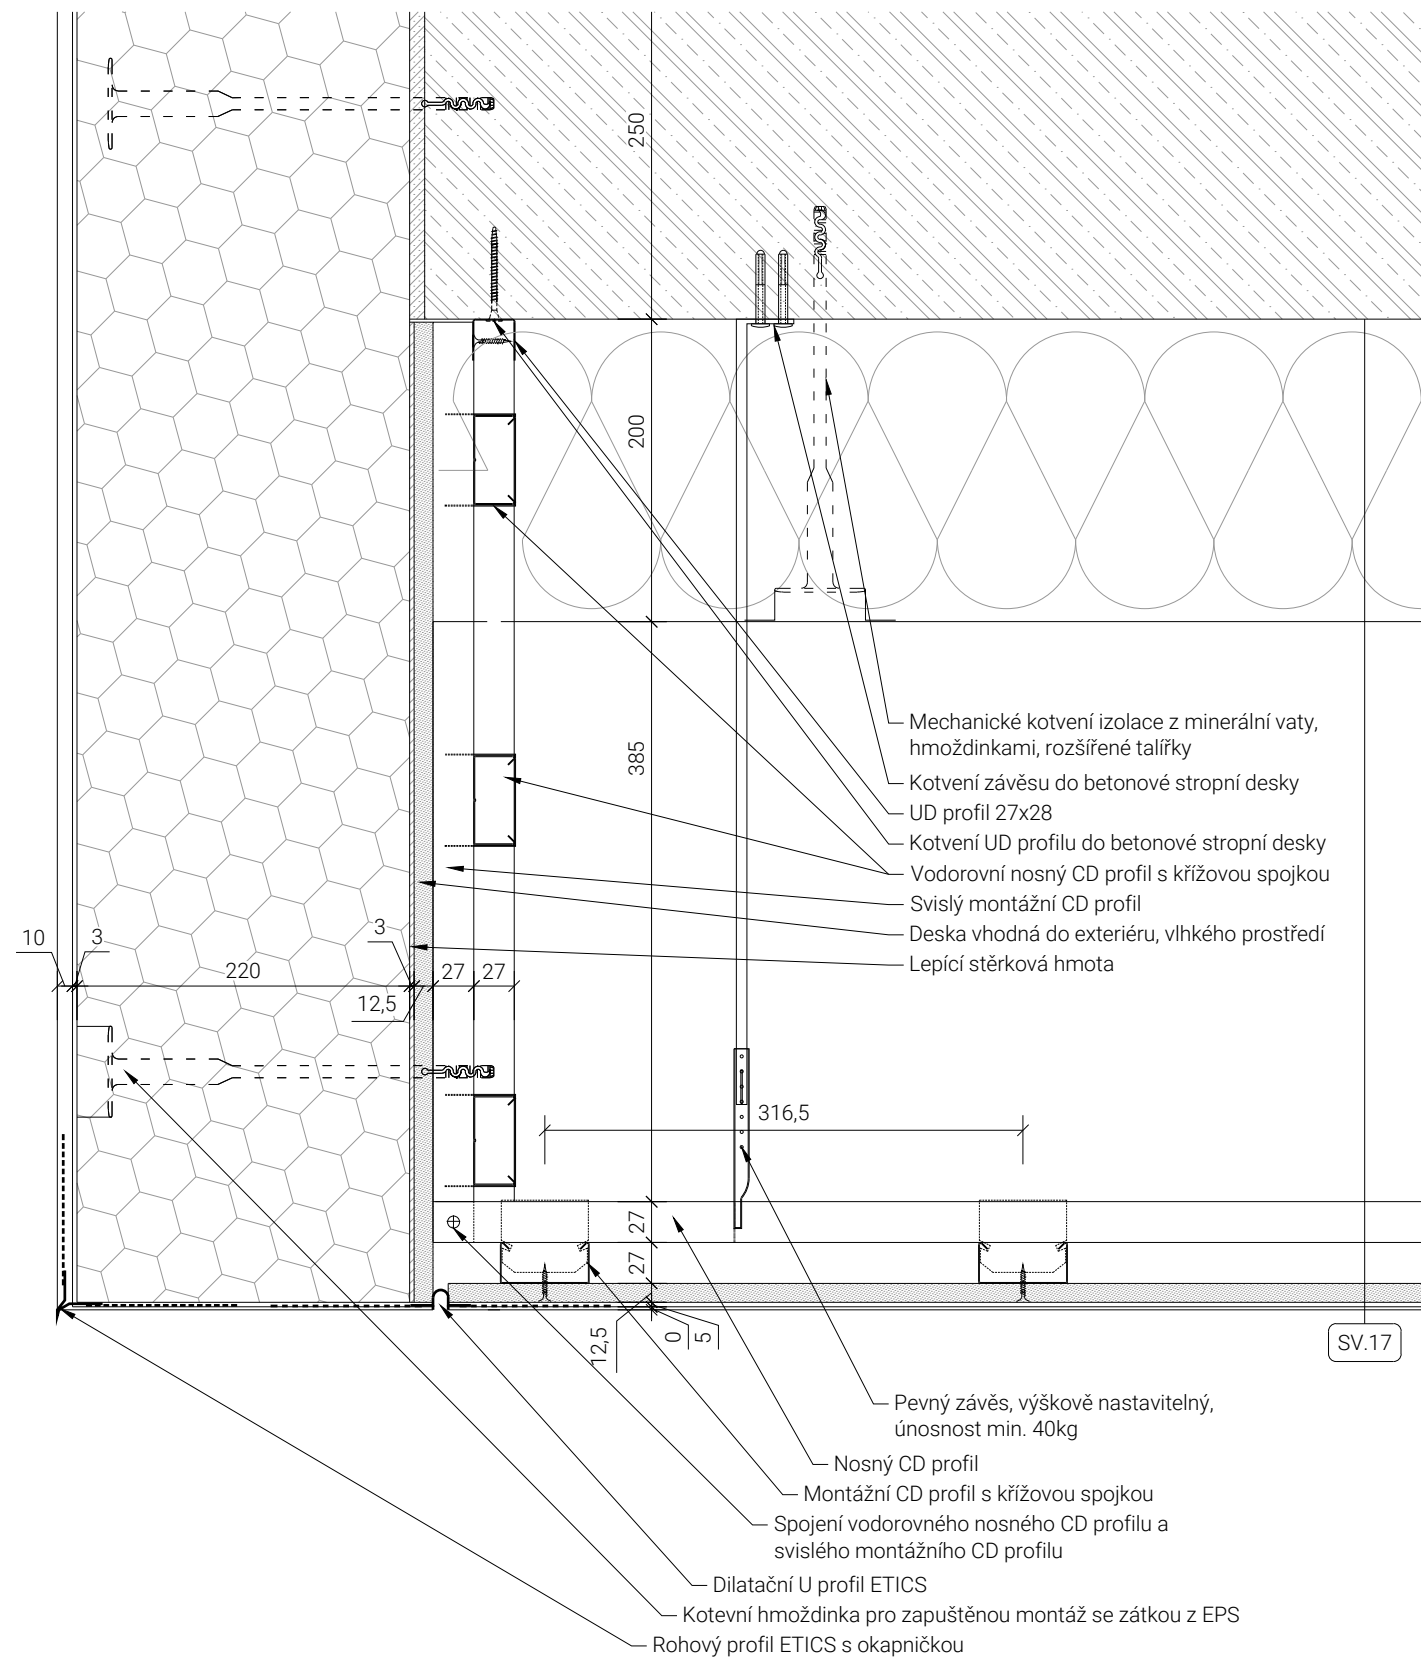 250
200
385
Mechanické kotvení izolace z minerální vaty,
hmoždinkami, rozšířené talířky
Kotvení závěsu do betonové stropní desky
UD profil 27x28
Kotvení UD profilu do betonové stropní desky
Vodorovní nosný CD profil s křížovou spojkou
Svislý montážní CD profil
Deska vhodná do exteriéru, vlhkého prostředí
Lepící stěrková hmota
10
3
220
3
12,5
27
27
316,5
27
27
12,5
0
5
SV.17
Pevný závěs, výškově nastavitelný,
únosnost min. 40kg
Nosný CD profil
Montážní CD profil s křížovou spojkou
Spojení vodorovného nosného CD profilu a
svislého montážního CD profilu
Dilatační U profil ETICS
Kotevní hmoždinka pro zapuštěnou montáž se zátkou z EPS
Rohový profil ETICS s okapničkou